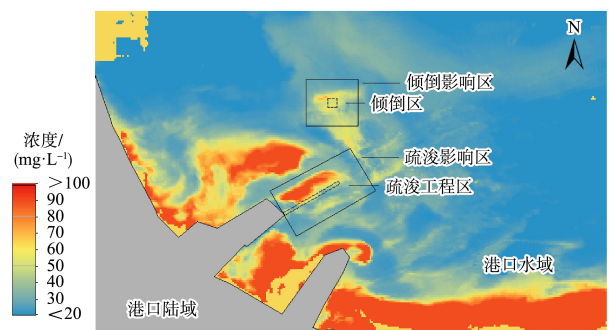 N
倾倒影响区
倾倒区
疏浚影响区
疏浚工程区
浓度/
(mg·L⁻¹)
>100
90
80
70
60
50
40
30
<20
港口水域
港口陆域